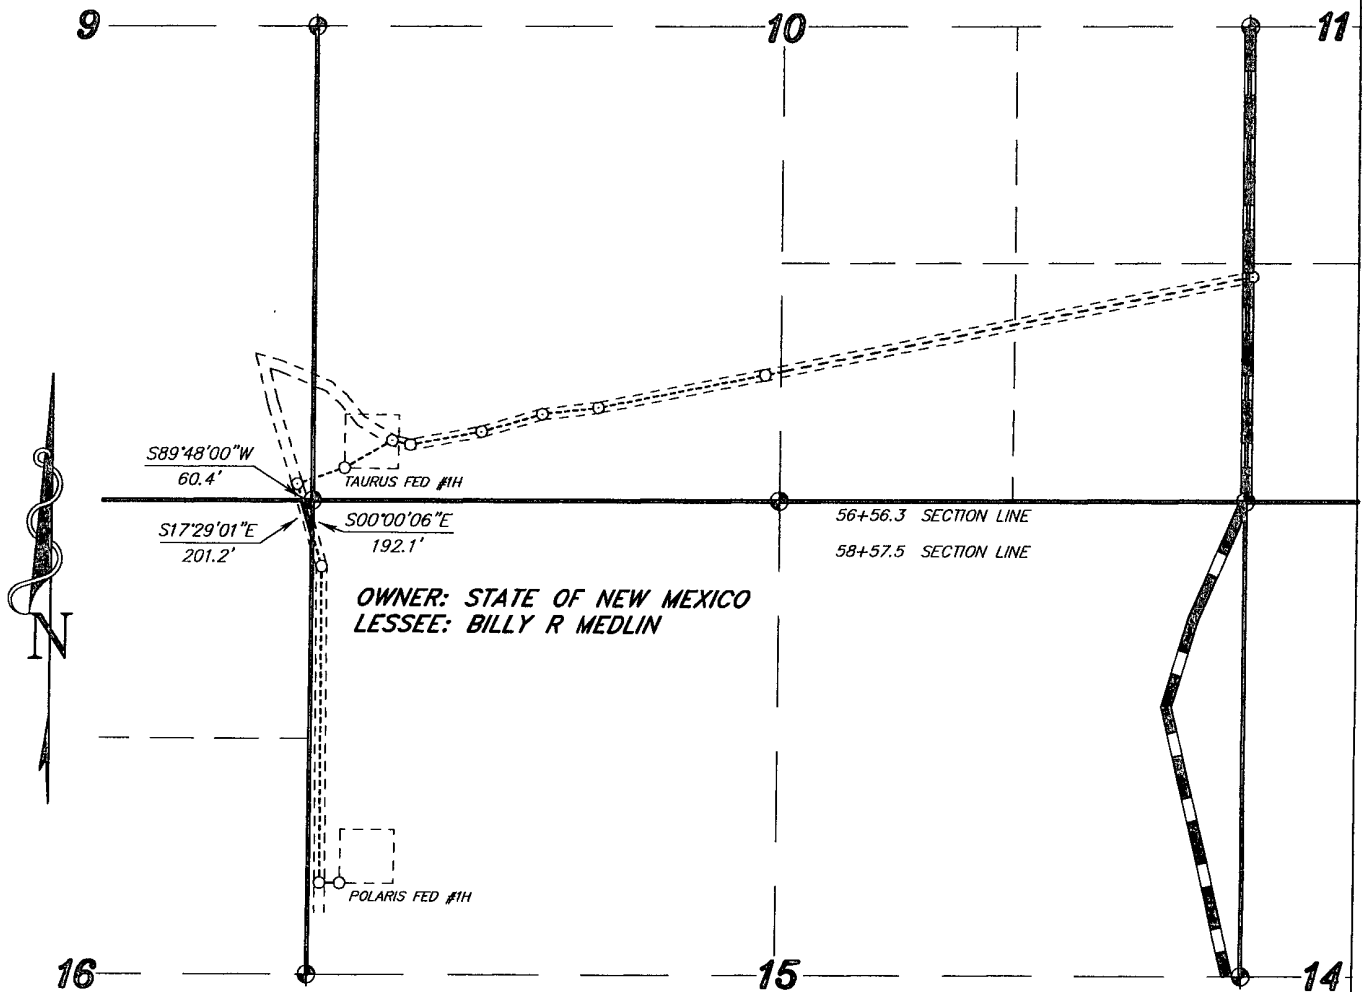 9
10
11
S89°48'00"W
60.4'
TAURUS FED #1H
S17°29'01"E
201.2'
S00°00'06"E
192.1'
56+56.3 SECTION LINE
58+57.5 SECTION LINE
OWNER: STATE OF NEW MEXICO
LESSEE: BILLY R MEDLIN
N
POLARIS FED #1H
16
15
14